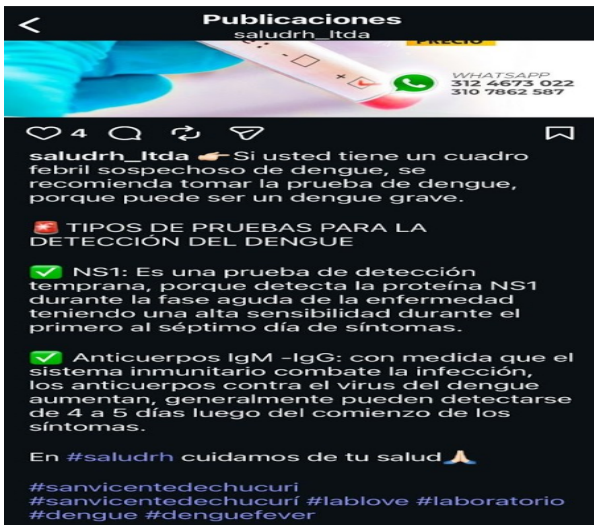 Publicaciones
saludrh_ltda
PRECIO
WHATSAPP
312 4673 022
310 7862 587
4
saludrh_ltda 👉🏻Si usted tiene un cuadro
febril sospechoso de dengue, se
recomienda tomar la prueba de dengue,
porque puede ser un dengue grave.
🚨 TIPOS DE PRUEBAS PARA LA
DETECCIÓN DEL DENGUE
✅ NS1: Es una prueba de detección
temprana, porque detecta la proteína NS1
durante la fase aguda de la enfermedad
teniendo una alta sensibilidad durante el
primero al séptimo día de síntomas.
✅ Anticuerpos IgM -IgG: con medida que el
sistema inmunitario combate la infección,
los anticuerpos contra el virus del dengue
aumentan, generalmente pueden detectarse
de 4 a 5 días luego del comienzo de los
síntomas.
En #saludrh cuidamos de tu salud🙏🏻
#sanvicentedechucuri
#sanvicentedechucurí #lablove #laboratorio
#dengue #denguefever